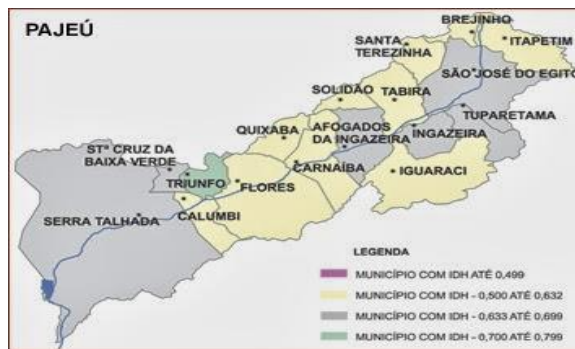 PAJEÚ
BREJINHO
ITAPETIM
SANTA
TEREZINHA
SÃO JOSÉ DO EGITO
SOLIDÃO
TABIRA
TUPARETAMA
QUIXABA
AFOGADOS
DA INGAZEIRA
INGAZEIRA
STª CRUZ DA
BAIXA VERDE
CARNAÍBA
IGUARACI
TRIUNFO
FLORES
SERRA TALHADA
CALUMBI
LEGENDA
MUNICÍPIO COM IDH ATÉ 0,499
MUNICÍPIO COM IDH - 0,500 ATÉ 0,632
MUNICÍPIO COM IDH - 0,633 ATÉ 0,699
MUNICÍPIO COM IDH - 0,700 ATÉ 0,799